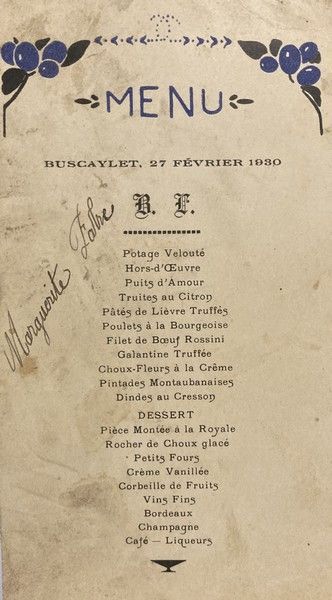 MENU
BUSCAYLET, 27 FÉVRIER 1930
Marguerite Fabre
B. F.
Potage Velouté
Hors-d'Œuvre
Puits d'Amour
Truites au Citron
Pâtés de Lièvre Truffés
Poulets à la Bourgeoise
Filet de Bœuf Rossini
Galantine Truffée
Choux-Fleurs à la Crême
Pintades Montaubanaises
Dindes au Cresson
DESSERT
Pièce Montée à la Royale
Rocher de Choux glacé
Petits Fours
Crème Vanillée
Corbeille de Fruits
Vins Fins
Bordeaux
Champagne
Café — Liqueurs